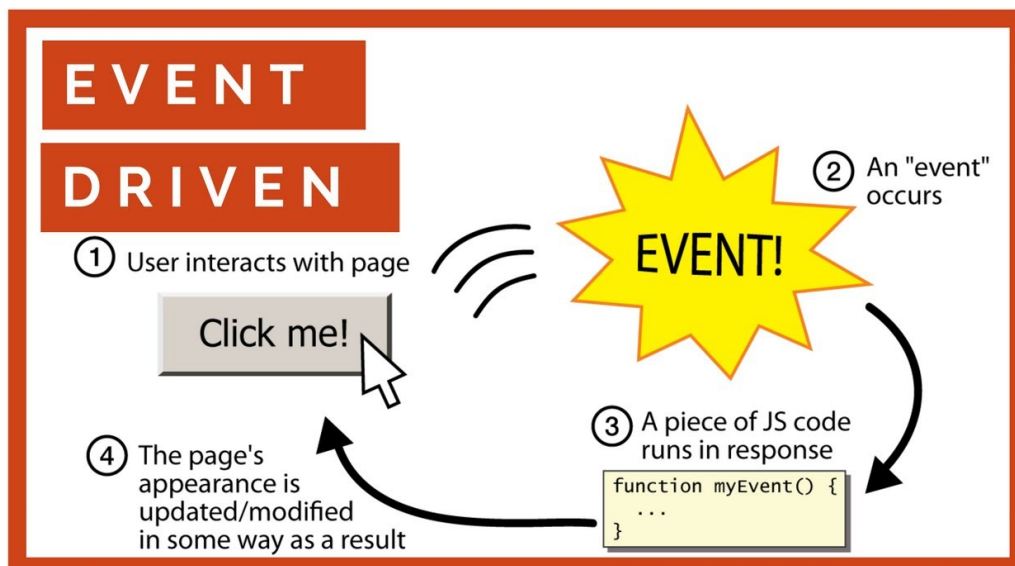 EVENT
DRIVEN
1 User interacts with page
Click me!
EVENT!
2 An "event"
occurs
3 A piece of JS code
runs in response
function myEvent() {
...
}
4 The page's
appearance is
updated/modified
in some way as a result